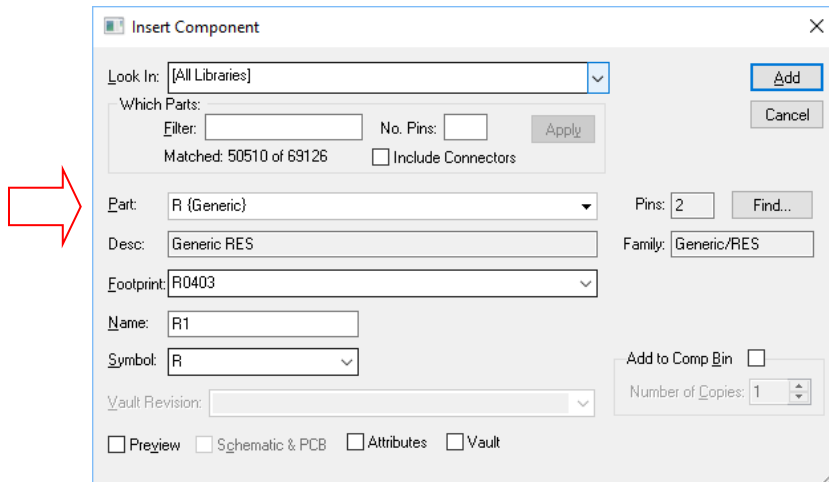 Insert Component
Look In: [All Libraries]
Add
Which Parts:
Cancel
Filter: No. Pins: Apply
Matched: 50510 of 69126 Include Connectors
Part: R {Generic} Pins: 2 Find...
Desc: Generic RES Family: Generic/RES
Footprint: R0403
Name: R1
Symbol: R Add to Comp Bin
Vault Revision: Number of Copies: 1
Preview Schematic & PCB Attributes Vault